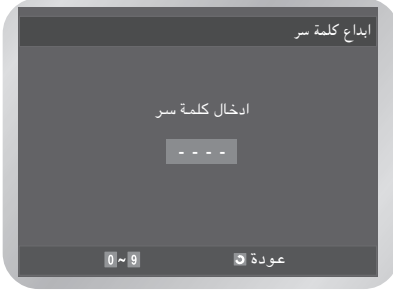 ابداع كلمة سر
ادخال كلمة سر
- - - -
عودة 0 ~ 9